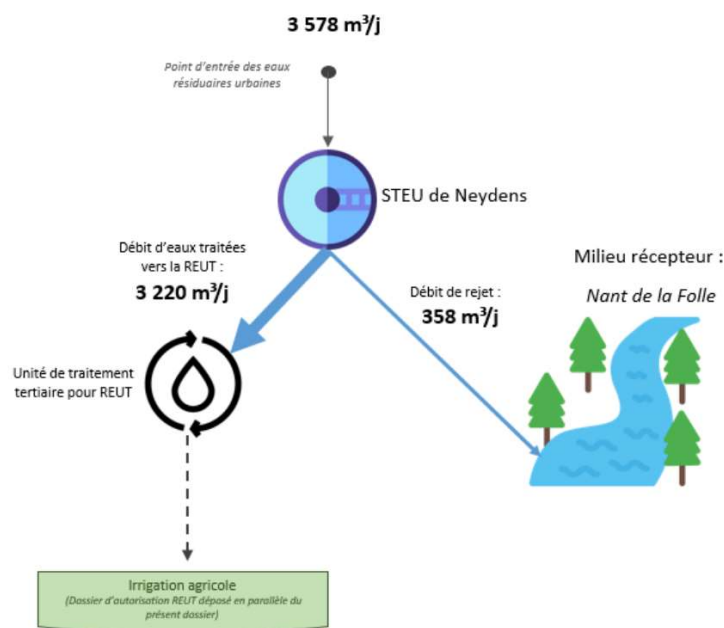 3 578 m³/j
Point d'entrée des eaux
résiduaires urbaines
STEU de Neydens
Débit d'eaux traitées
vers la REUT :
3 220 m³/j
Débit de rejet :
358 m³/j
Milieu récepteur :
Nant de la Folle
Unité de traitement
tertiaire pour REUT
Irrigation agricole
(Dossier d'autorisation REUT déposé en parallèle du
présent dossier)